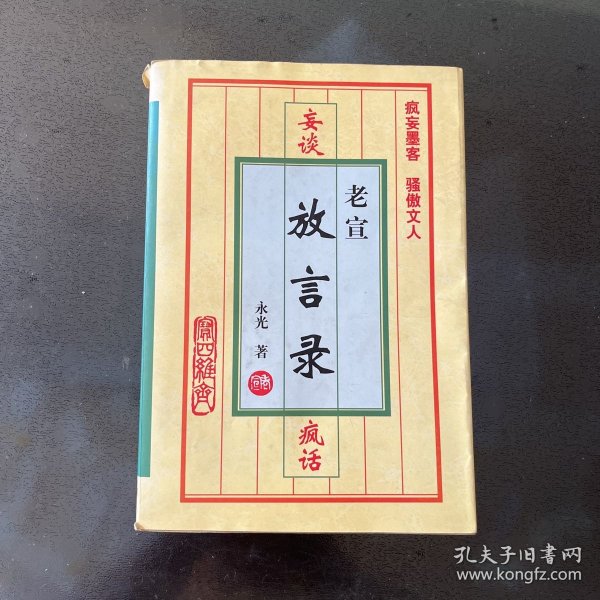 疯妄墨客 骚傲文人
妄谈
老宣
放言录
永光 著
疯话
孔夫子旧书网
www.kongfz.com